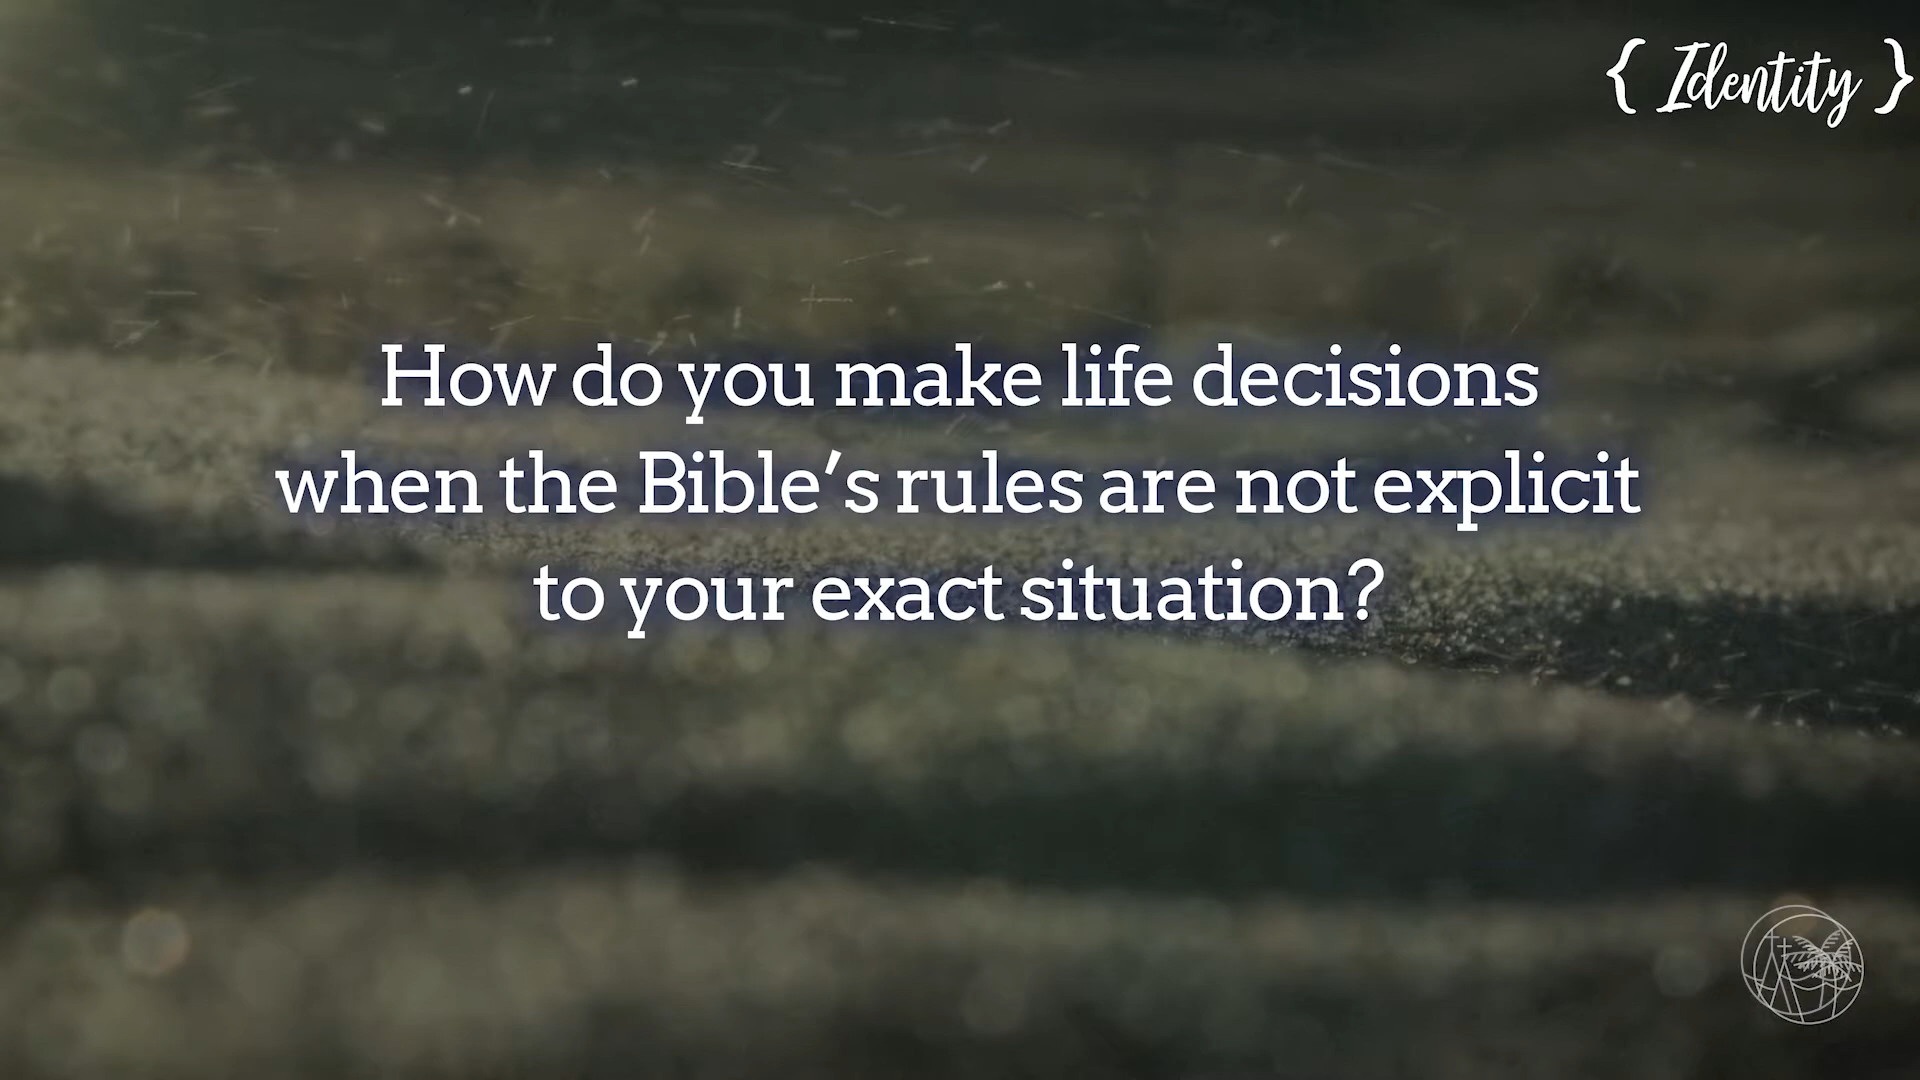 { Identity }
How do you make life decisions
when the Bible's rules are not explicit
to your exact situation?